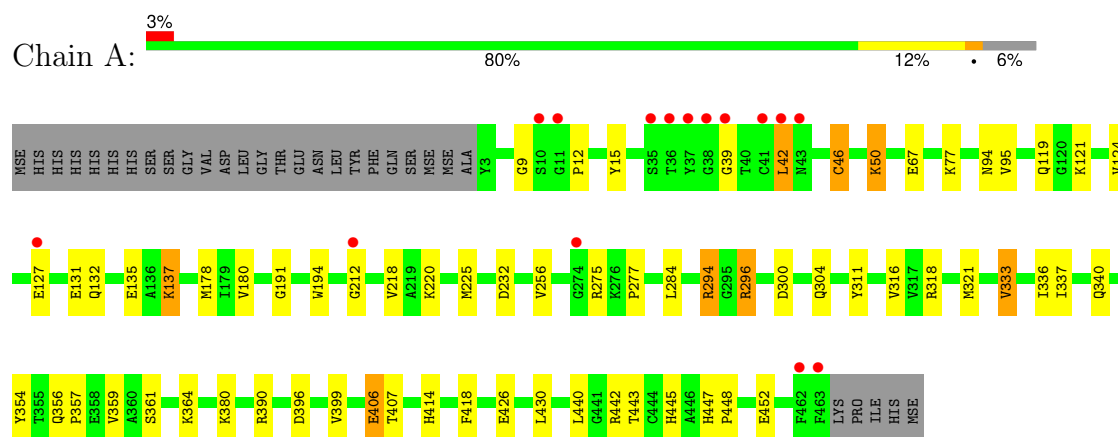 3%
Chain A:
80% 12% • 6%
MSE HIS HIS HIS HIS HIS HIS SER SER GLY VAL ASP LEU GLY THR GLU ASN LEU TYR PHE GLN SER MSE MSE ALA Y3 G9 S10 G11 P12 Y15 S35 T36 Y37 G38 G39 T40 C41 L42 N43 C46 K50 E67 K77 N94 V95 Q119 G120 K121
E127 E131 Q132 E135 A136 K137 M178 I179 V180 G191 W194 G212 V218 A219 K220 M225 D232 V256 G274 R275 K276 P277 L284 R294 G295 R296 D300 Q304 Y311 V316 V317 R318 M321 V333 I336 I337 Q340
Y354 T355 Q356 P357 E358 V359 A360 S361 K364 K380 R390 D396 V399 E406 T407 H414 F418 E426 L430 L440 G441 R442 T443 C444 H445 A446 H447 P448 E452 F462 F463 LYS PRO ILE HIS MSE